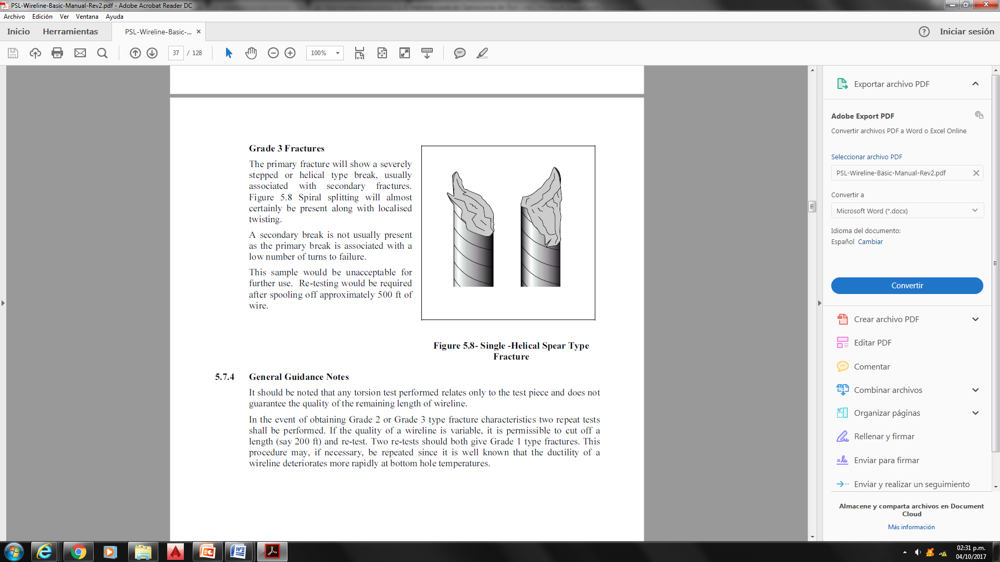 PSL-Wireline-Basic-Manual-Rev2.pdf - Adobe Acrobat Reader DC
Archivo Edición Ver Ventana Ayuda
Inicio Herramientas PSL-Wireline-Basic-... × Iniciar sesión
37 / 128 100%
Grade 3 Fractures
The primary fracture will show a severely
stepped or helical type break, usually
associated with secondary fractures.
Figure 5.8 Spiral splitting will almost
certainly be present along with localised
twisting.
A secondary break is not usually present
as the primary break is associated with a
low number of turns to failure.
This sample would be unacceptable for
further use. Re-testing would be required
after spooling off approximately 500 ft of
wire.
Figure 5.8- Single -Helical Spear Type
Fracture
5.7.4 General Guidance Notes
It should be noted that any torsion test performed relates only to the test piece and does not
guarantee the quality of the remaining length of wireline.
In the event of obtaining Grade 2 or Grade 3 type fracture characteristics two repeat tests
shall be performed. If the quality of a wireline is variable, it is permissible to cut off a
length (say 200 ft) and re-test. Two re-tests should both give Grade 1 type fractures. This
procedure may, if necessary, be repeated since it is well known that the ductility of a
wireline deteriorates more rapidly at bottom hole temperatures.
Exportar archivo PDF
Adobe Export PDF
Convertir archivos PDF a Word o Excel Online
Seleccionar archivo PDF
PSL-Wireline-Basic-Manual-Rev2.pdf
Convertir a
Microsoft Word (*.docx)
Idioma del documento:
Español Cambiar
Convertir
Crear archivo PDF
Editar PDF
Comentar
Combinar archivos
Organizar páginas
Rellenar y firmar
Enviar para firmar
Enviar y realizar un seguimiento
Almacene y comparta archivos en Document
Cloud
Más información
02:31 p.m.
04/10/2017